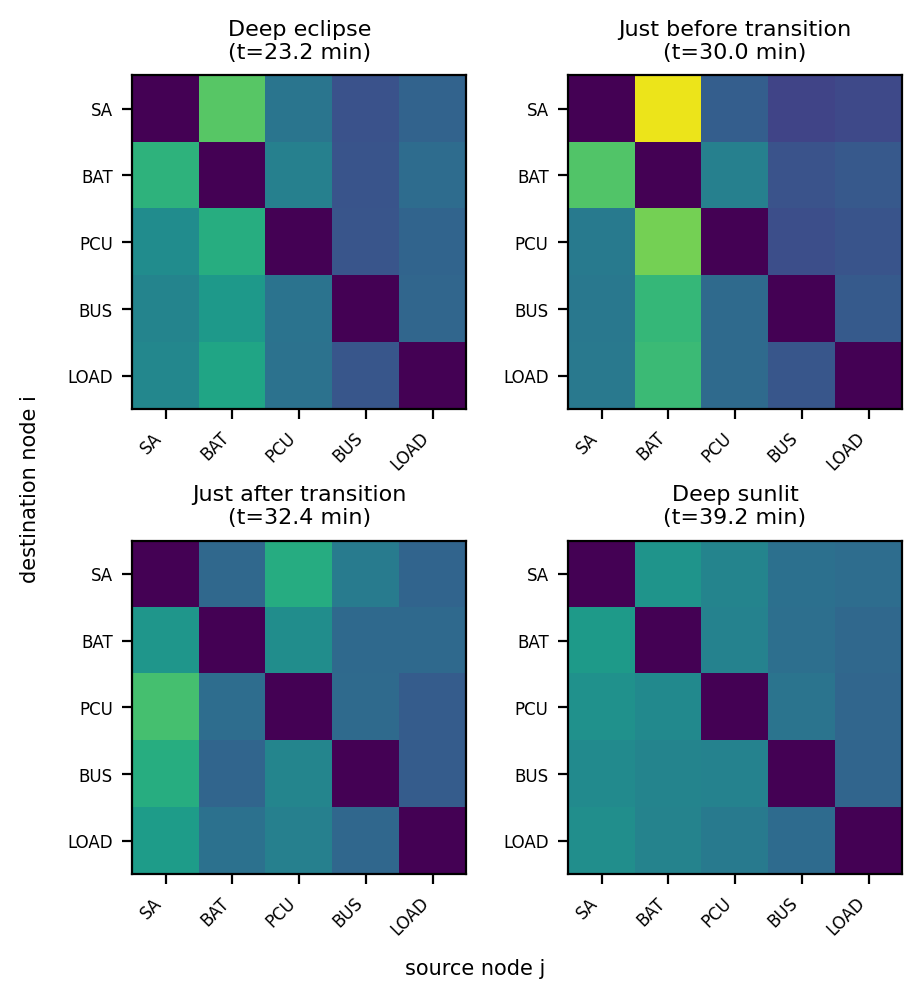 Deep eclipse
(t=23.2 min)
Just before transition
(t=30.0 min)
SA
BAT
PCU
BUS
LOAD
SA
BAT
PCU
BUS
LOAD
SA
BAT
PCU
BUS
LOAD
SA
BAT
PCU
BUS
LOAD
Just after transition
(t=32.4 min)
Deep sunlit
(t=39.2 min)
SA
BAT
PCU
BUS
LOAD
SA
BAT
PCU
BUS
LOAD
SA
BAT
PCU
BUS
LOAD
SA
BAT
PCU
BUS
LOAD
destination node i
source node j